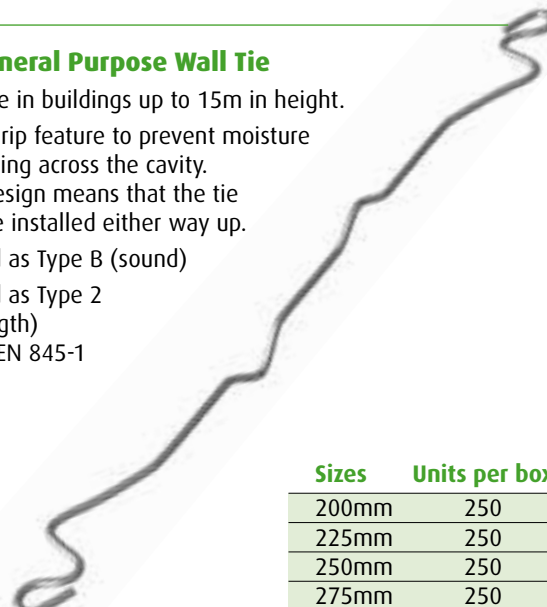 neral Purpose Wall Tie
e in buildings up to 15m in height.
rip feature to prevent moisture
ing across the cavity.
esign means that the tie
e installed either way up.
d as Type B (sound)
d as Type 2
gth)
EN 845-1
Sizes Units per box
200mm 250
225mm 250
250mm 250
275mm 250